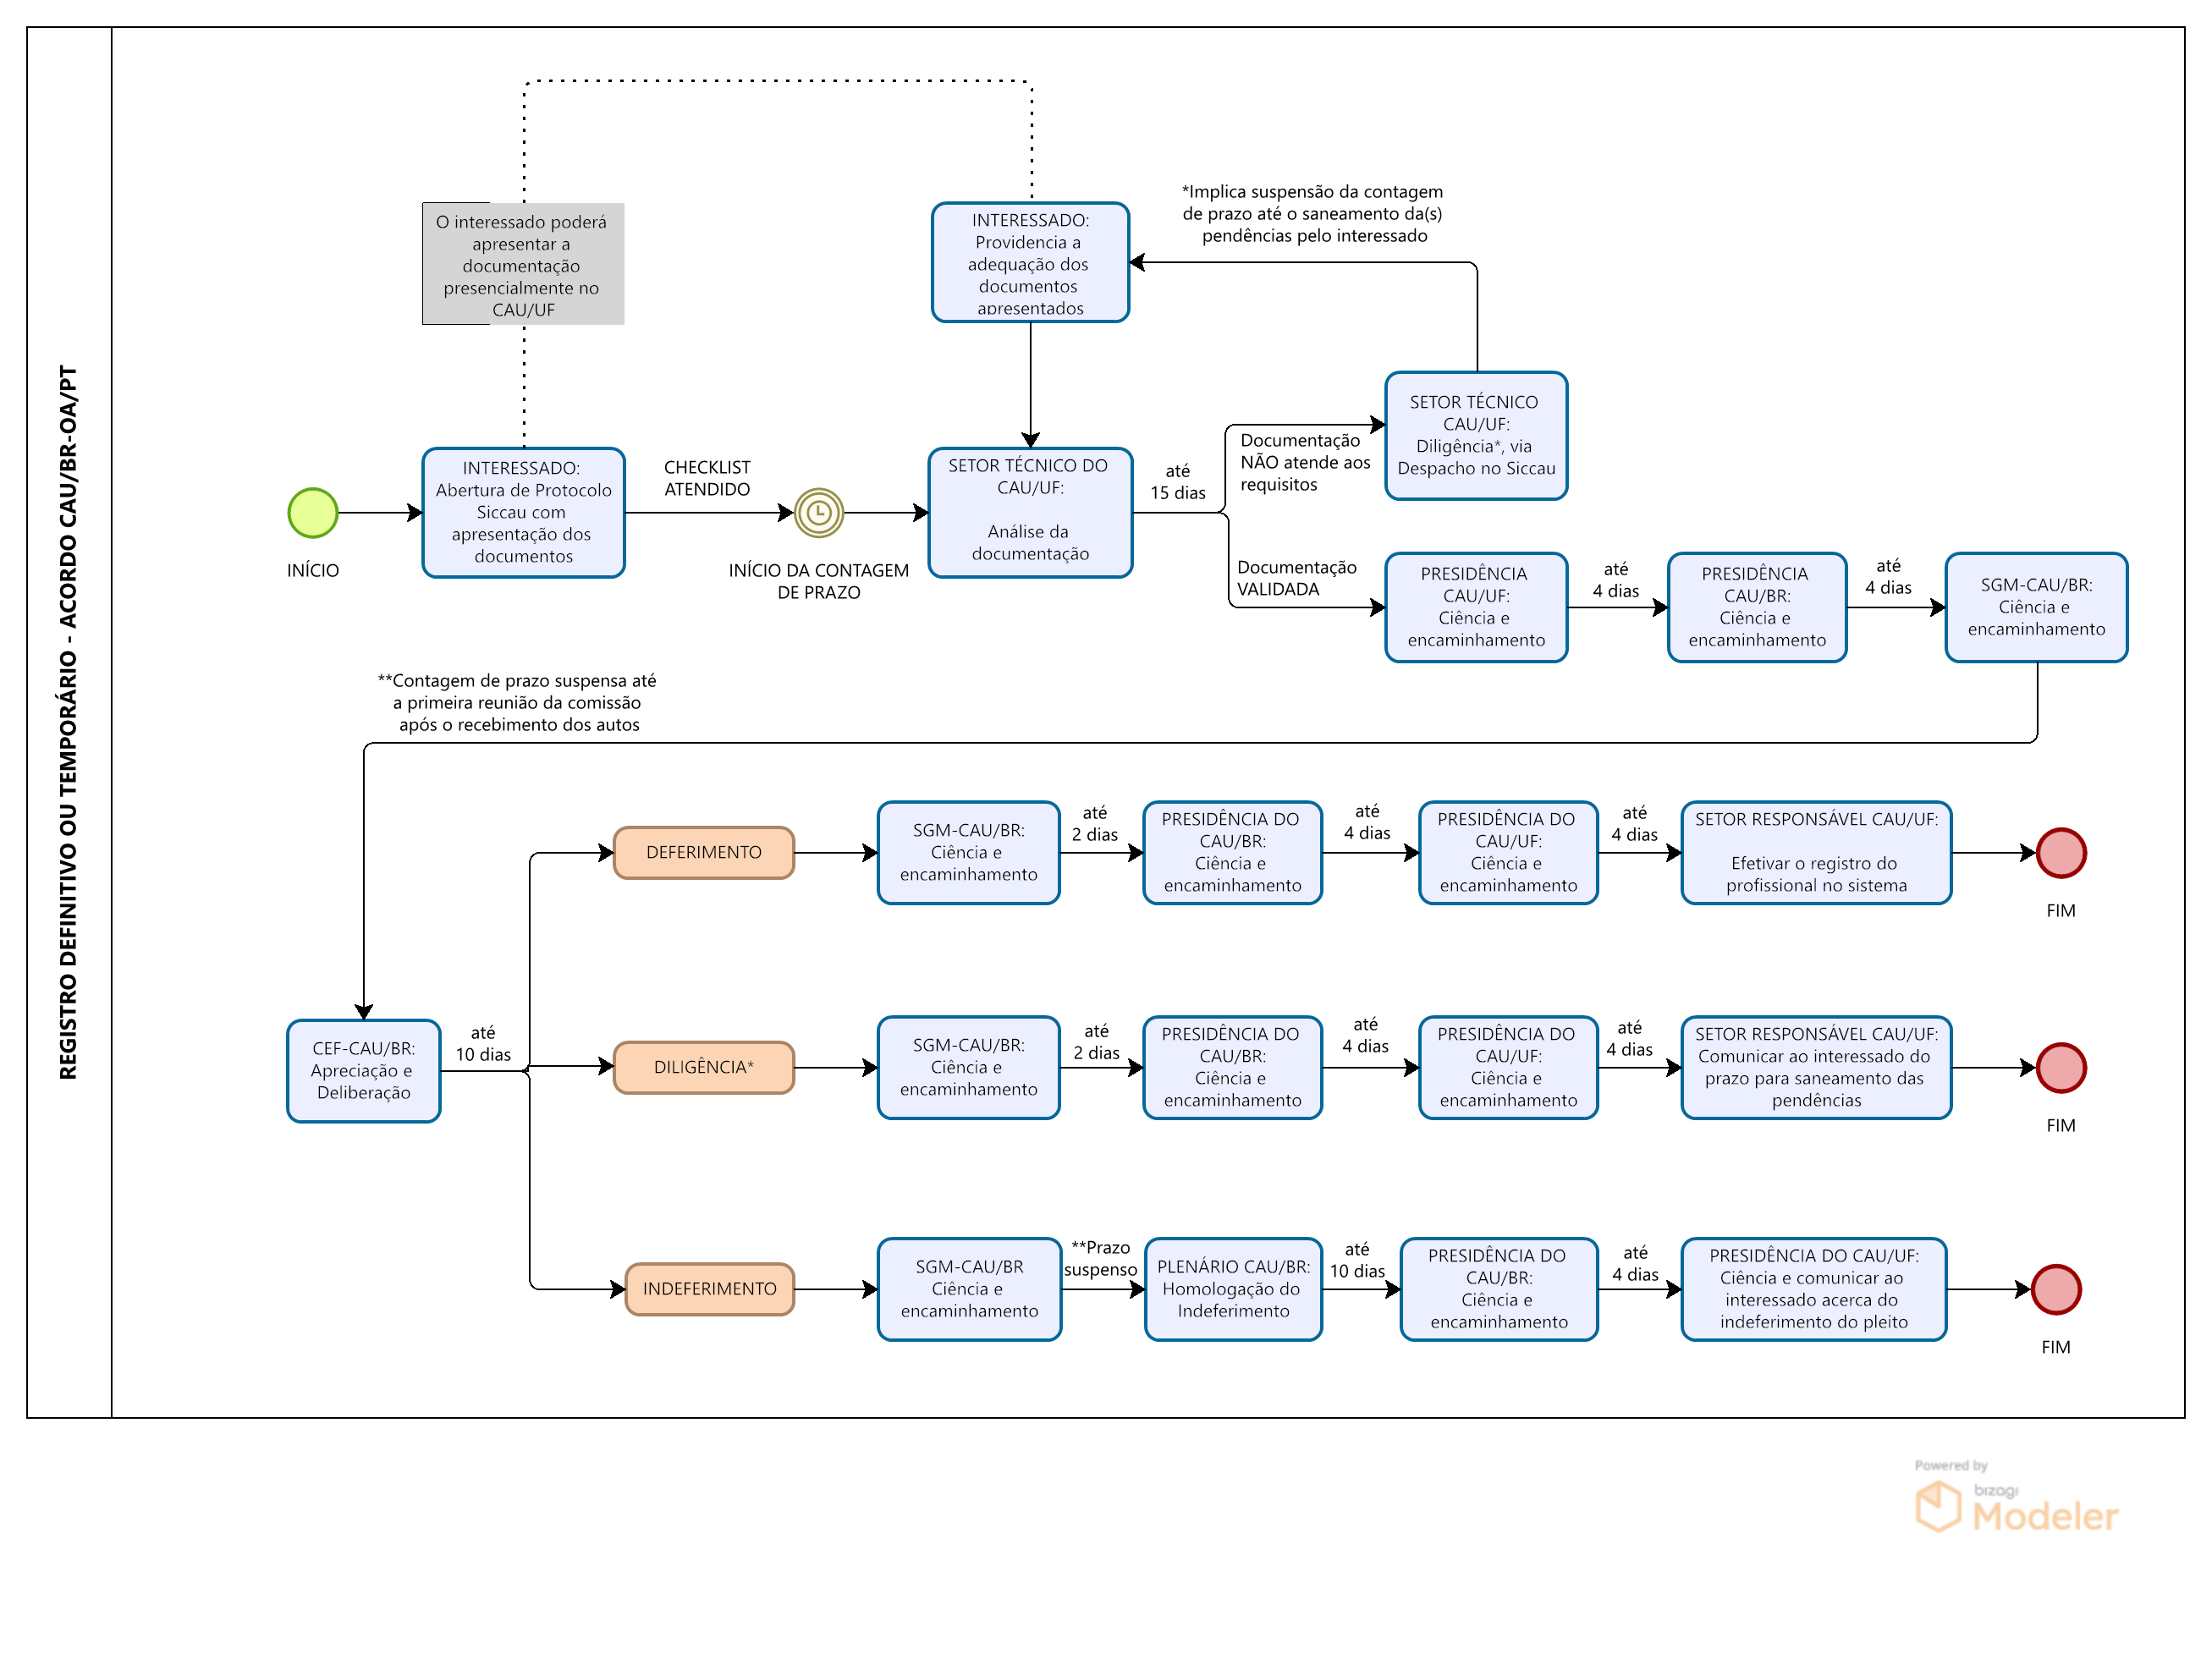 REGISTRO DEFINITIVO OU TEMPORÁRIO - ACORDO CAU/BR-OA/PT
O interessado poderá
apresentar a
documentação
presencialmente no
CAU/UF
INTERESSADO:
Providencia a
adequação dos
documentos
apresentados
*Implica suspensão da contagem
de prazo até o saneamento da(s)
pendências pelo interessado
INÍCIO
INTERESSADO:
Abertura de Protocolo
Siccau com
apresentação dos
documentos
CHECKLIST
ATENDIDO
INÍCIO DA CONTAGEM
DE PRAZO
SETOR TÉCNICO DO
CAU/UF:
Análise da
documentação
até
15 dias
Documentação
NÃO atende aos
requisitos
SETOR TÉCNICO
CAU/UF:
Diligência*, via
Despacho no Siccau
Documentação
VALIDADA
PRESIDÊNCIA
CAU/UF:
Ciência e
encaminhamento
até
4 dias
PRESIDÊNCIA
CAU/BR:
Ciência e
encaminhamento
até
4 dias
SGM-CAU/BR:
Ciência e
encaminhamento
**Contagem de prazo suspensa até
a primeira reunião da comissão
após o recebimento dos autos
CEF-CAU/BR:
Apreciação e
Deliberação
até
10 dias
DEFERIMENTO
SGM-CAU/BR:
Ciência e
encaminhamento
até
2 dias
PRESIDÊNCIA DO
CAU/BR:
Ciência e
encaminhamento
até
4 dias
PRESIDÊNCIA DO
CAU/UF:
Ciência e
encaminhamento
até
4 dias
SETOR RESPONSÁVEL CAU/UF:
Efetivar o registro do
profissional no sistema
FIM
DILIGÊNCIA*
SGM-CAU/BR:
Ciência e
encaminhamento
até
2 dias
PRESIDÊNCIA DO
CAU/BR:
Ciência e
encaminhamento
até
4 dias
PRESIDÊNCIA DO
CAU/UF:
Ciência e
encaminhamento
até
4 dias
SETOR RESPONSÁVEL CAU/UF:
Comunicar ao interessado do
prazo para saneamento das
pendências
FIM
INDEFERIMENTO
SGM-CAU/BR
Ciência e
encaminhamento
**Prazo
suspenso
PLENÁRIO CAU/BR:
Homologação do
Indeferimento
até
10 dias
PRESIDÊNCIA DO
CAU/BR:
Ciência e
encaminhamento
até
4 dias
PRESIDÊNCIA DO CAU/UF:
Ciência e comunicar ao
interessado acerca do
indeferimento do pleito
FIM
Powered by
bizagi
Modeler